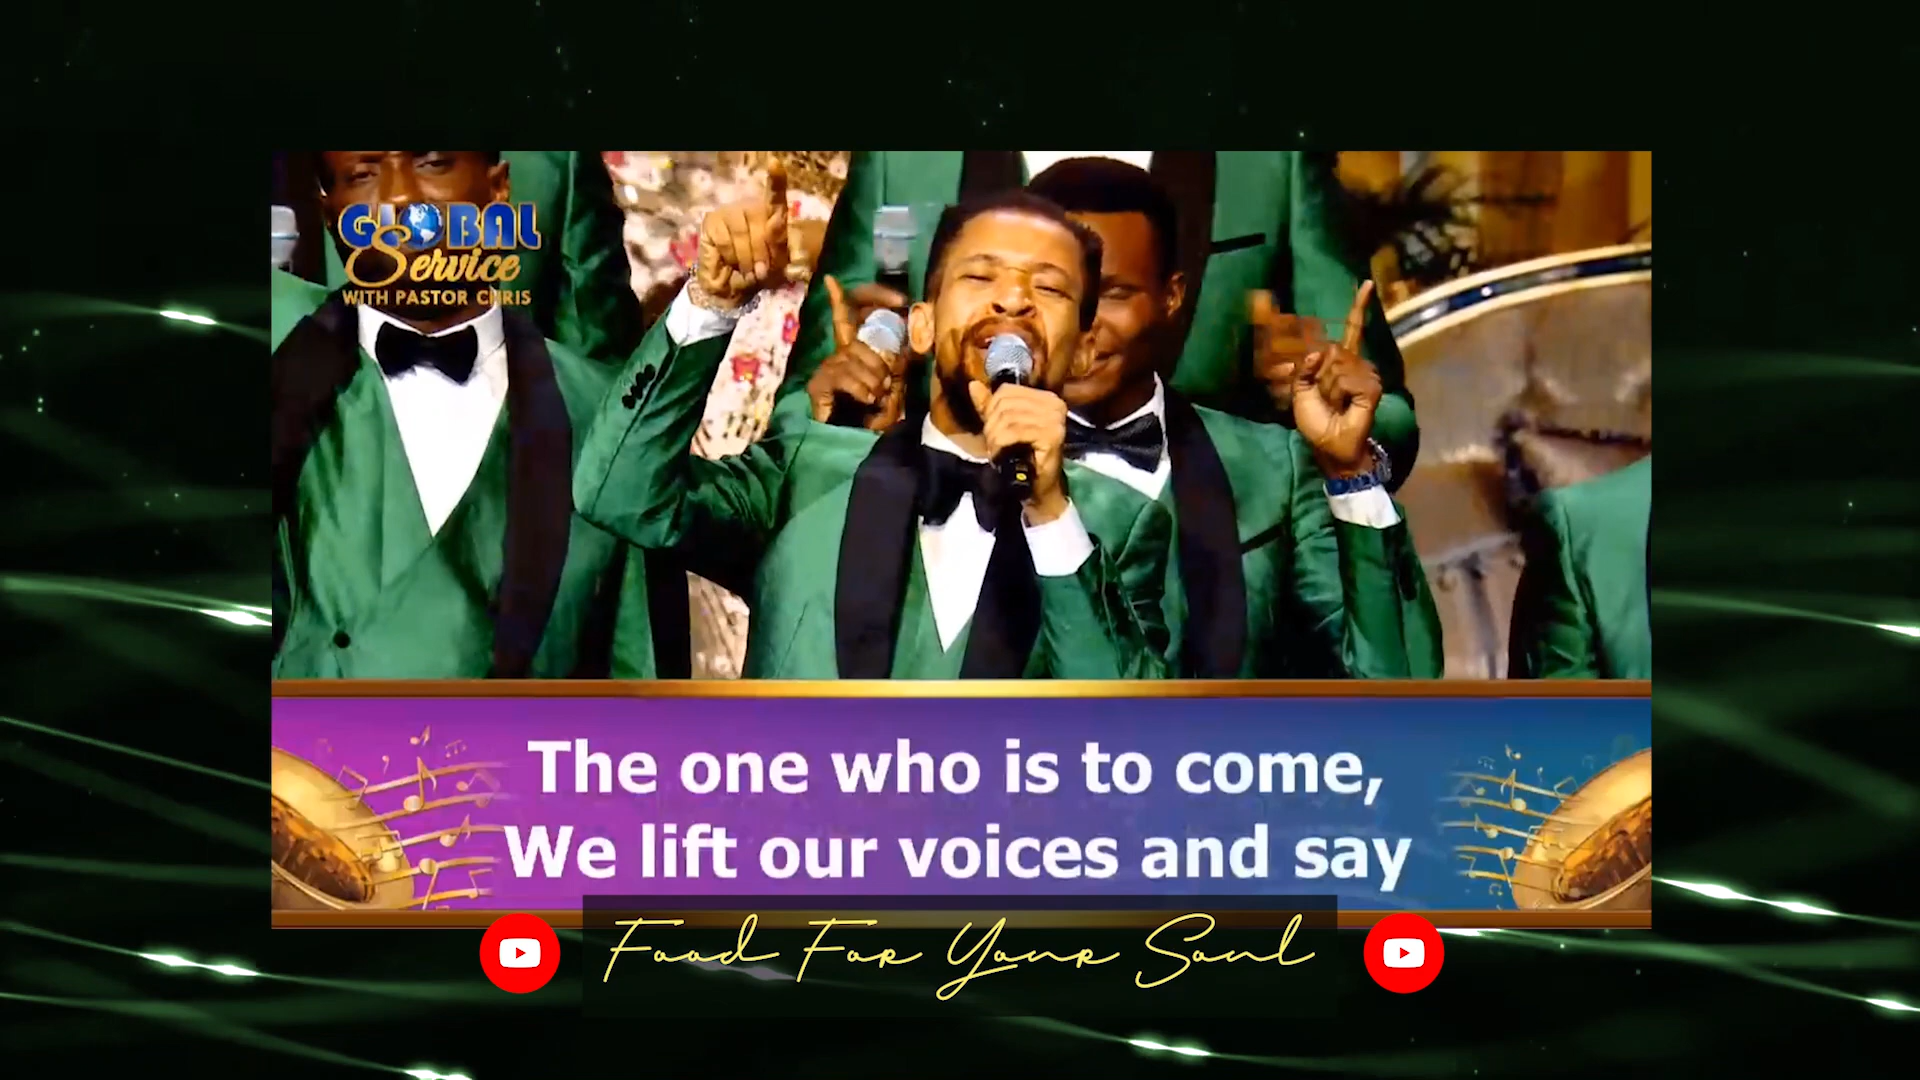 GLOBAL
Service
WITH PASTOR CHRIS
The one who is to come,
We lift our voices and say
Food For Your Soul